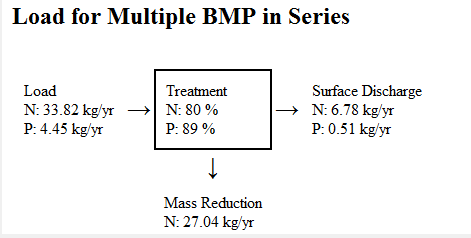 Load for Multiple BMP in Series
Load
N: 33.82 kg/yr
P: 4.45 kg/yr
→
Treatment
N: 80 %
P: 89 %
→
Surface Discharge
N: 6.78 kg/yr
P: 0.51 kg/yr
↓
Mass Reduction
N: 27.04 kg/yr